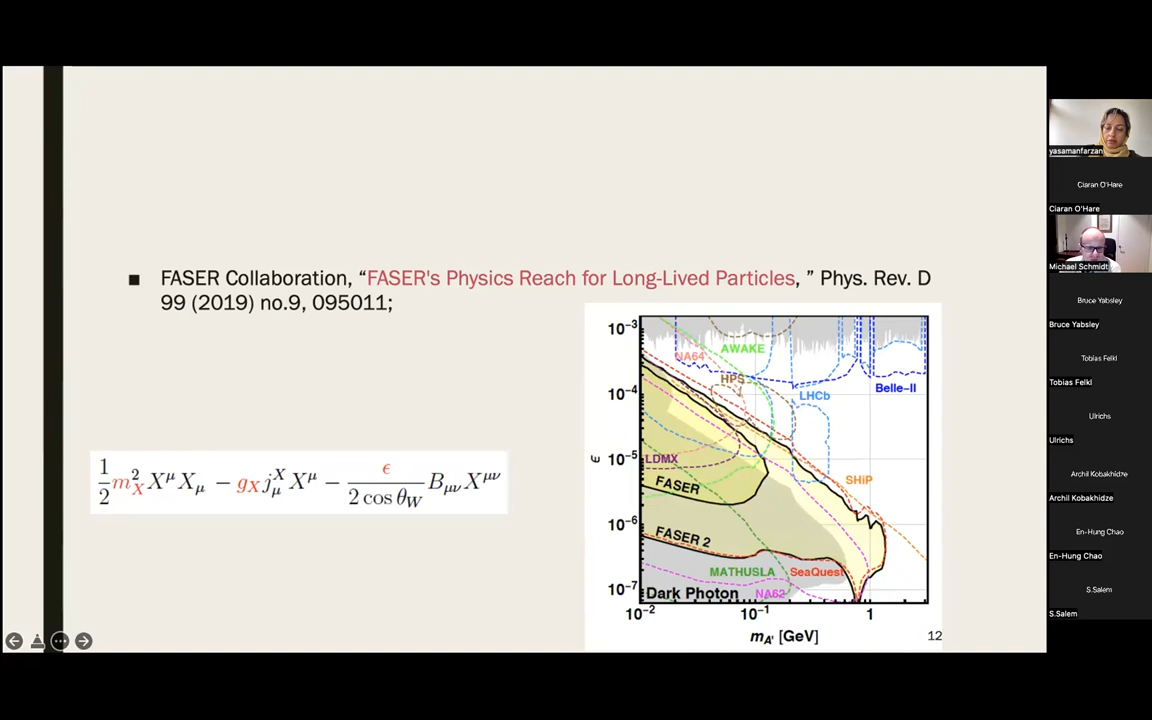 ■ FASER Collaboration, “FASER's Physics Reach for Long-Lived Particles, ” Phys. Rev. D
99 (2019) no.9, 095011;
1/2 m_X^2 X^μ X_μ − g_X j_μ^X X^μ − ϵ/(2 cos θ_W) B_μν X^μν
10^-3
10^-4
10^-5
10^-6
10^-7
ϵ
AWAKE
NA64
HPS
LHCb
Belle-II
LDMX
SHiP
FASER
FASER 2
MATHUSLA
SeaQuest
NA62
Dark Photon
10^-2
10^-1
1
m_A' [GeV]
12
yasamanfarzan
Ciaran O'Hare
Ciaran O'Hare
Michael Schmidt
Bruce Yabsley
Bruce Yabsley
Tobias Felkl
Tobias Felkl
Ulrichs
Ulrichs
Archil Kobakhidze
Archil Kobakhidze
En-Hung Chao
En-Hung Chao
S.Salem
S.Salem